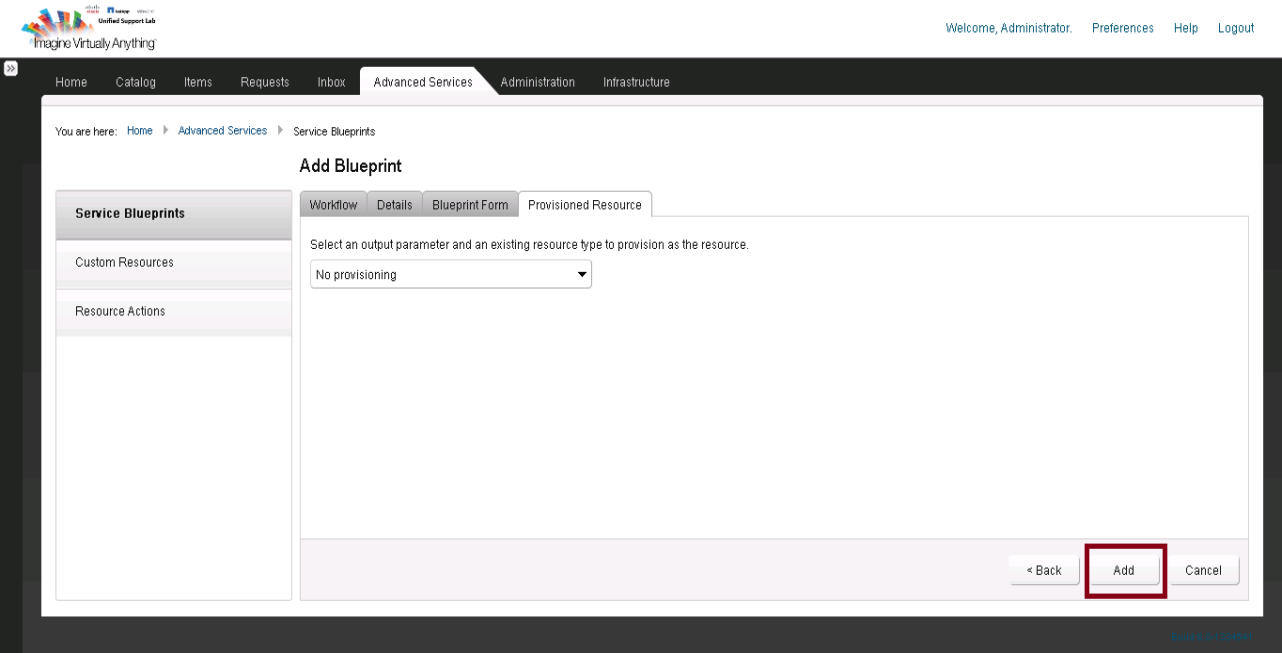 Unified Support Lab
Imagine Virtually Anything
Welcome, Administrator. Preferences Help Logout
Home Catalog Items Requests Inbox Advanced Services Administration Infrastructure
You are here: Home Advanced Services Service Blueprints
Add Blueprint
Service Blueprints
Custom Resources
Resource Actions
Workflow Details Blueprint Form Provisioned Resource
Select an output parameter and an existing resource type to provision as the resource.
No provisioning
< Back Add Cancel